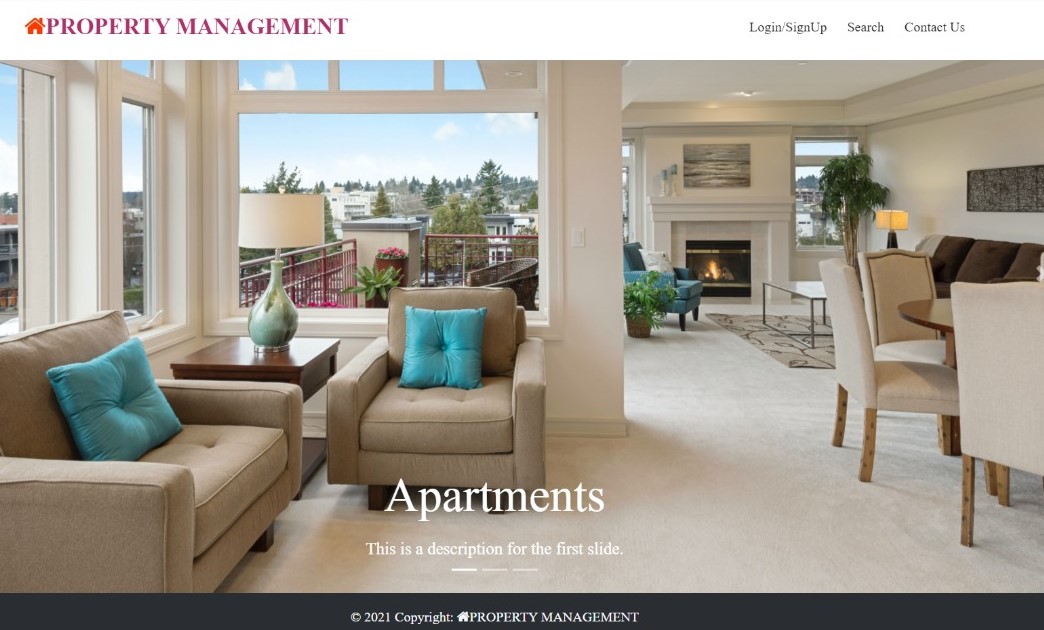 PROPERTY MANAGEMENT
Login/SignUp Search Contact Us
Apartments
This is a description for the first slide.
© 2021 Copyright: PROPERTY MANAGEMENT